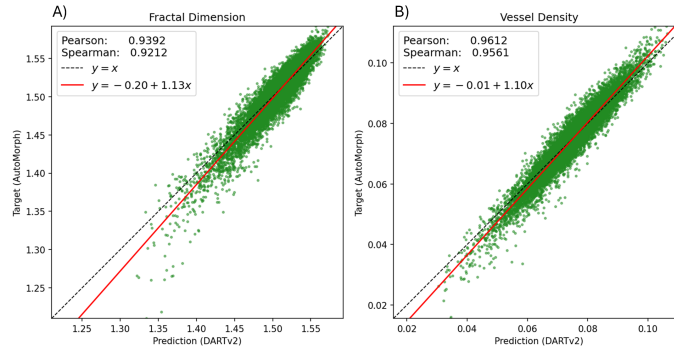 A)
Fractal Dimension
Pearson: 0.9392
Spearman: 0.9212
y = x
y = −0.20 + 1.13x
1.55
1.50
1.45
1.40
1.35
1.30
1.25
Target (AutoMorph)
1.25 1.30 1.35 1.40 1.45 1.50 1.55
Prediction (DARTv2)
B)
Vessel Density
Pearson: 0.9612
Spearman: 0.9561
y = x
y = −0.01 + 1.10x
0.10
0.08
0.06
0.04
0.02
Target (AutoMorph)
0.02 0.04 0.06 0.08 0.10
Prediction (DARTv2)